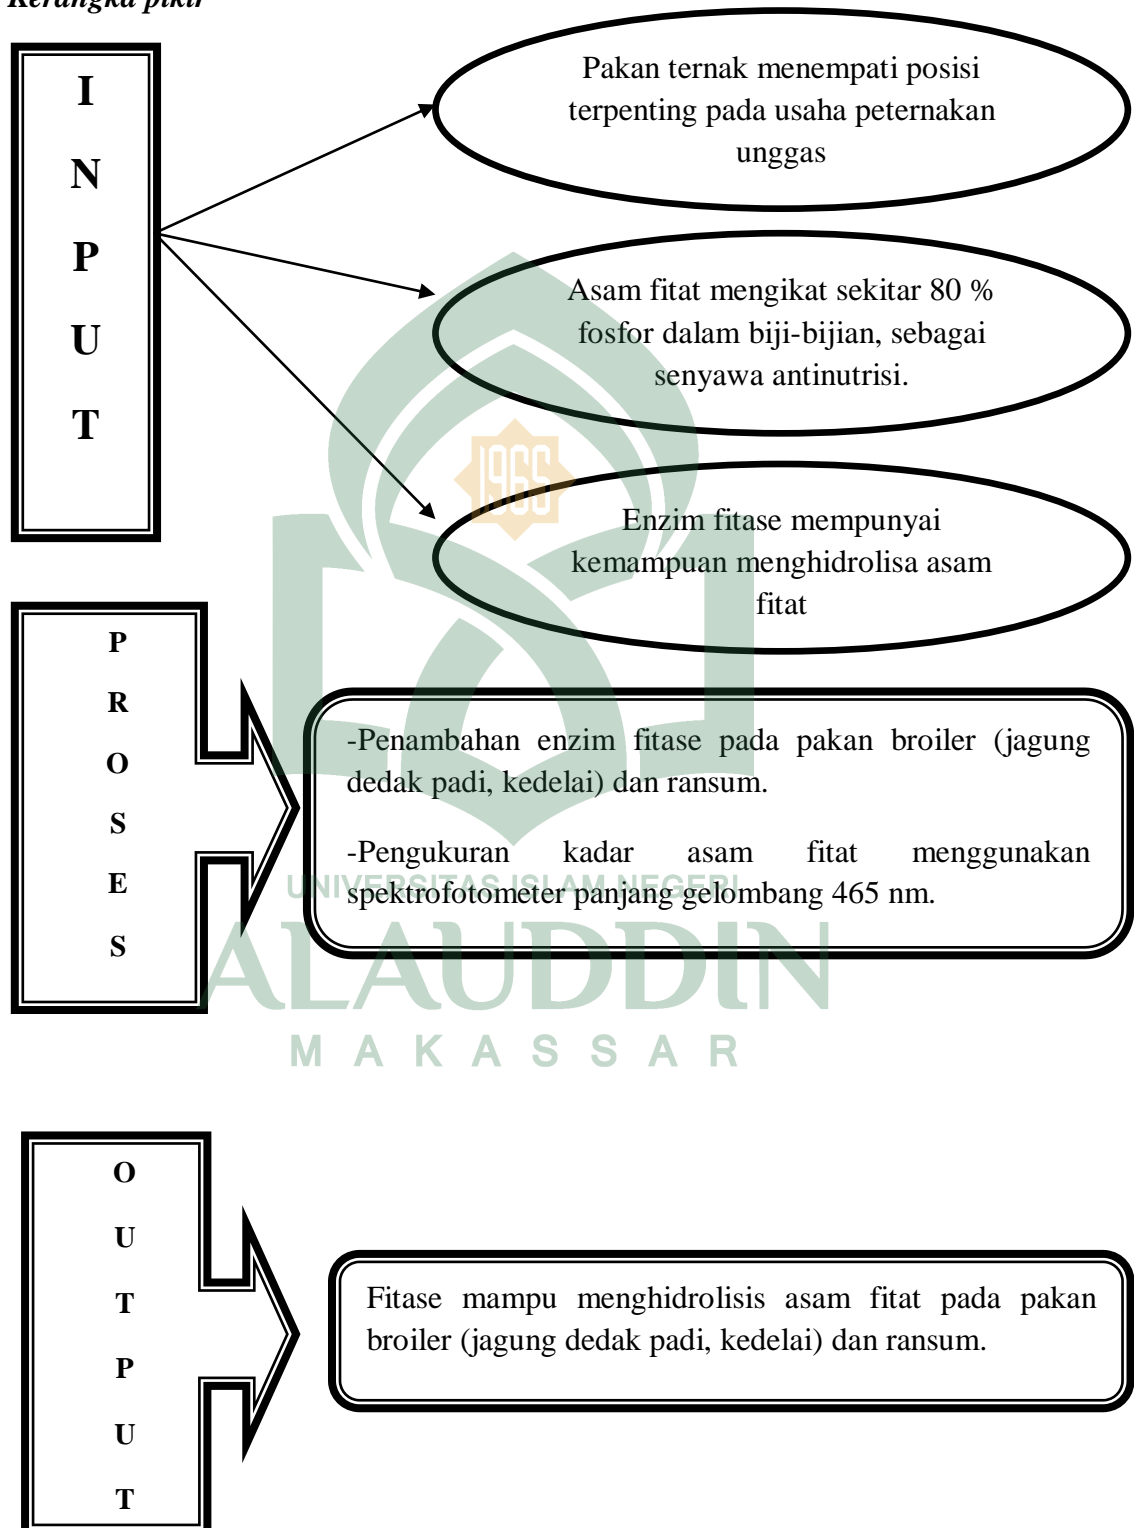 Kerangka pikir
I
N
P
U
T
Pakan ternak menempati posisi
terpenting pada usaha peternakan
unggas
Asam fitat mengikat sekitar 80 %
fosfor dalam biji-bijian, sebagai
senyawa antinutrisi.
1965
Enzim fitase mempunyai
kemampuan menghidrolisa asam
fitat
P
R
O
S
E
S
-Penambahan enzim fitase pada pakan broiler (jagung
dedak padi, kedelai) dan ransum.
-Pengukuran kadar asam fitat menggunakan
spektrofotometer panjang gelombang 465 nm.
UNIVERSITAS ISLAM NEGERI
ALAUDDIN
MAKASSAR
O
U
T
P
U
T
Fitase mampu menghidrolisis asam fitat pada pakan
broiler (jagung dedak padi, kedelai) dan ransum.